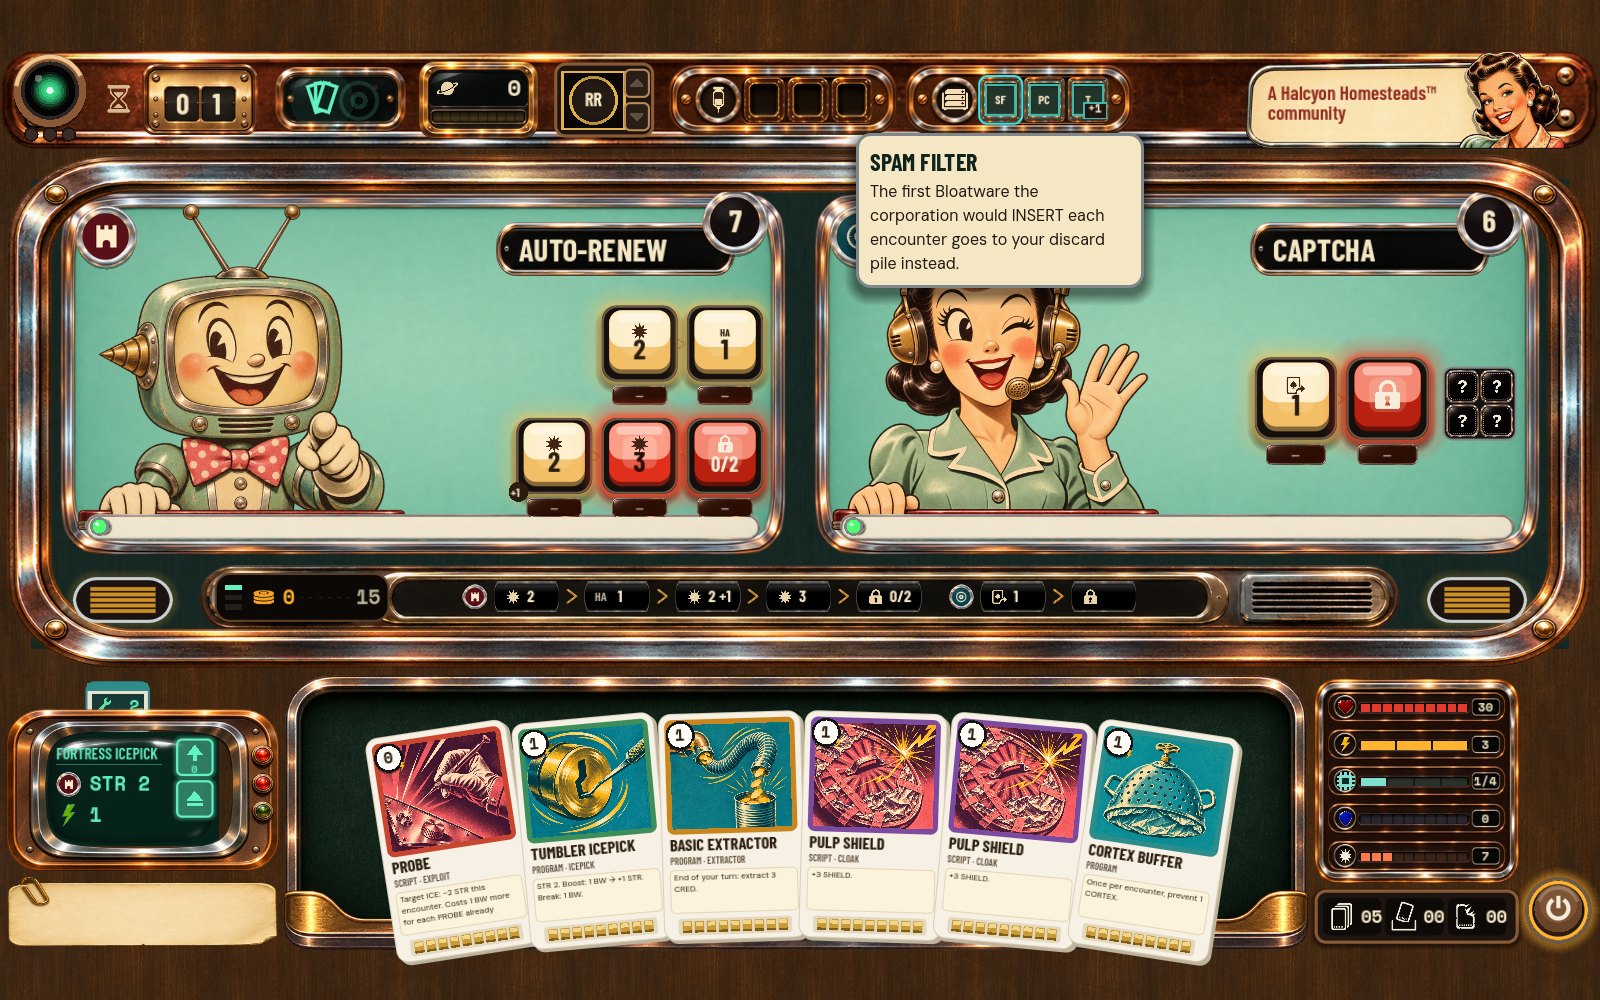 01
0
RR
SF
PC
T
+1
A Halcyon Homesteads™
community
SPAM FILTER
The first Bloatware the
corporation would INSERT each
encounter goes to your discard
pile instead.
AUTO-RENEW
7
2
HA
1
2
+1
3
0/2
CAPTCHA
6
1
? ?
? ?
0
15
2
HA 1
2 +1
3
0/2
1
2
FORTRESS ICEPICK
STR 2
1
0
0
PROBE
SCRIPT · EXPLOIT
Target ICE: −2 STR this
encounter. Costs 1 BW more
for each PROBE already
1
TUMBLER ICEPICK
PROGRAM · ICEPICK
STR 2. Boost: 1 BW → +1 STR.
Break: 1 BW.
1
BASIC EXTRACTOR
PROGRAM · EXTRACTOR
End of your turn: extract 3
CRED.
1
PULP SHIELD
SCRIPT · CLOAK
+3 SHIELD.
1
PULP SHIELD
SCRIPT · CLOAK
+3 SHIELD.
1
CORTEX BUFFER
PROGRAM
Once per encounter, prevent 1
CORTEX.
30
3
1/4
0
7
05
00
00